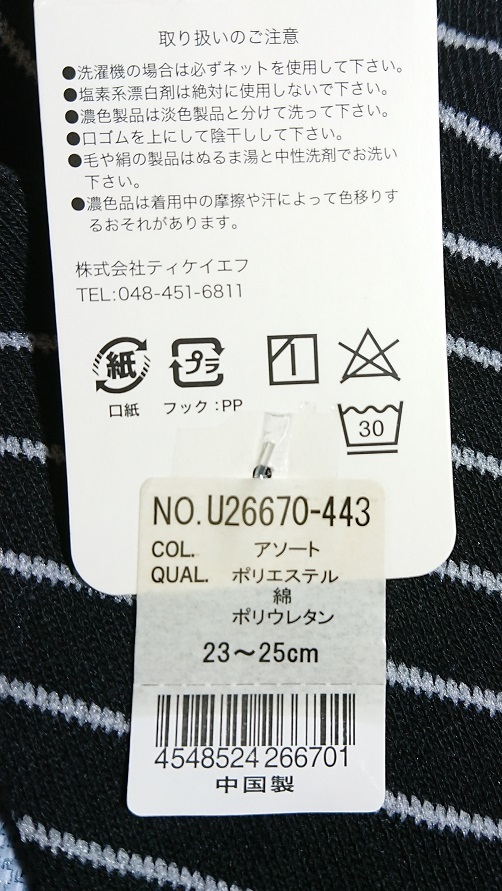 取り扱いのご注意
●洗濯機の場合は必ずネットを使用して下さい。
●塩素系漂白剤は絶対に使用しないで下さい。
●濃色製品は淡色製品と分けて洗って下さい。
●口ゴムを上にして陰干しして下さい。
●毛や絹の製品はぬるま湯と中性洗剤でお洗い
下さい。
●濃色品は着用中の摩擦や汗によって色移りす
るおそれがあります。
株式会社ティケイエフ
TEL:048-451-6811
紙 プラ
口紙 フック：PP
30
NO.U26670-443
COL. アソート
QUAL. ポリエステル
綿
ポリウレタン
23～25cm
4548524266701
中国製